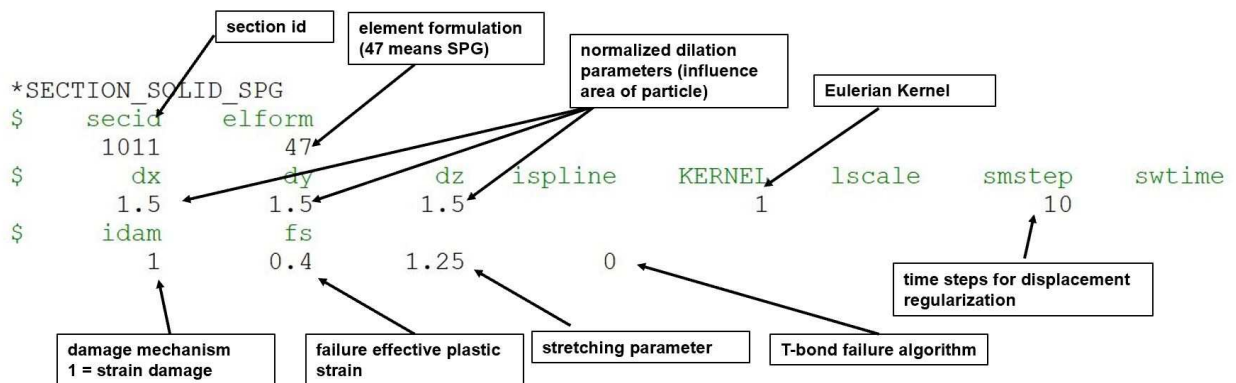 section id
element formulation
(47 means SPG)
normalized dilation
parameters (influence
area of particle)
Eulerian Kernel
*SECTION_SOLID_SPG
$ secid elform
1011 47
$ dx dy dz ispline KERNEL lscale smstep swtime
1.5 1.5 1.5 1 10
$ idam fs
1 0.4 1.25 0
time steps for displacement
regularization
damage mechanism
1 = strain damage
failure effective plastic
strain
stretching parameter
T-bond failure algorithm